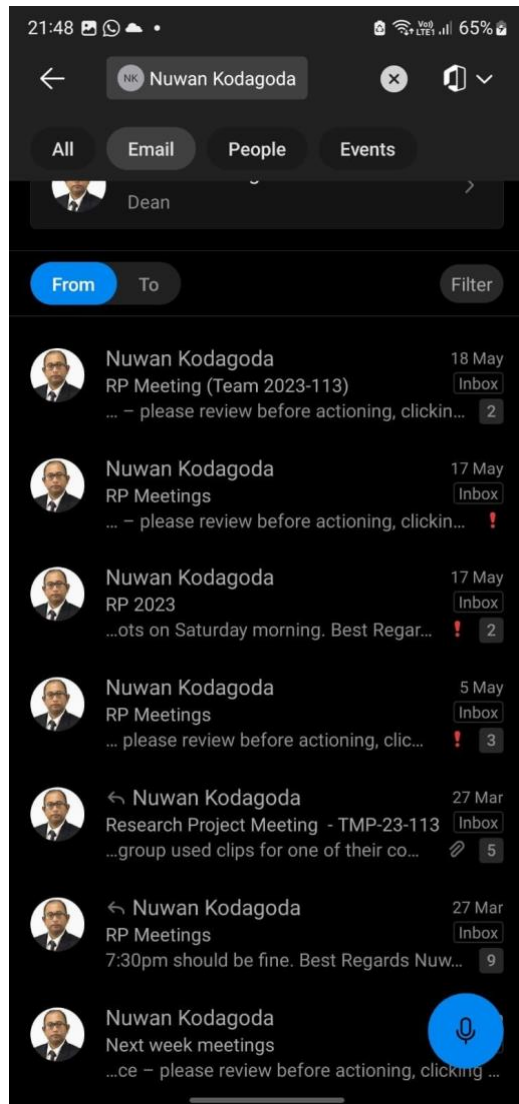 21:48
Vo)) LTE1 65%
NK Nuwan Kodagoda
All Email People Events
Dean
From To Filter
Nuwan Kodagoda 18 May
RP Meeting (Team 2023-113) Inbox
... – please review before actioning, clickin... 2
Nuwan Kodagoda 17 May
RP Meetings Inbox
... – please review before actioning, clickin... !
Nuwan Kodagoda 17 May
RP 2023 Inbox
...ots on Saturday morning. Best Regar... ! 2
Nuwan Kodagoda 5 May
RP Meetings Inbox
... please review before actioning, clic... ! 3
Nuwan Kodagoda 27 Mar
Research Project Meeting - TMP-23-113 Inbox
...group used clips for one of their co... 5
Nuwan Kodagoda 27 Mar
RP Meetings Inbox
7:30pm should be fine. Best Regards Nuw... 9
Nuwan Kodagoda
Next week meetings
...ce – please review before actioning, clicking ...